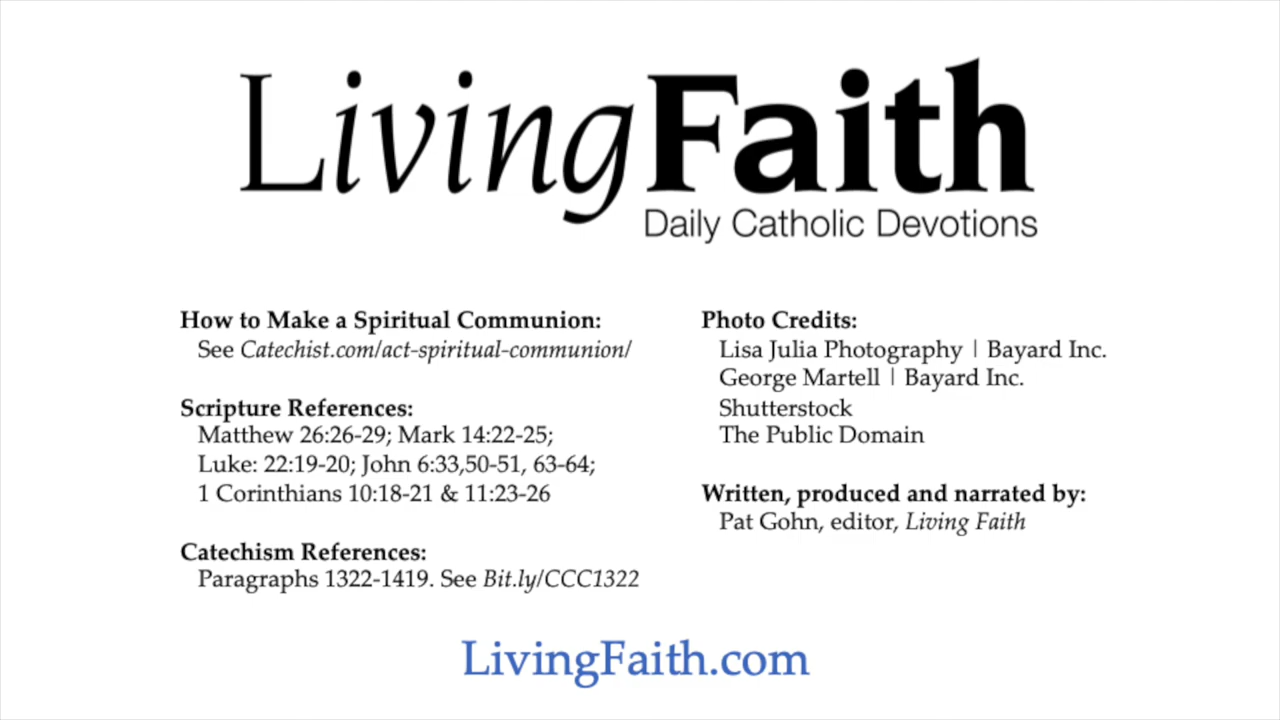 LivingFaith
Daily Catholic Devotions
How to Make a Spiritual Communion:
See Catechist.com/act-spiritual-communion/
Scripture References:
Matthew 26:26-29; Mark 14:22-25;
Luke: 22:19-20; John 6:33,50-51, 63-64;
1 Corinthians 10:18-21 & 11:23-26
Catechism References:
Paragraphs 1322-1419. See Bit.ly/CCC1322
Photo Credits:
Lisa Julia Photography | Bayard Inc.
George Martell | Bayard Inc.
Shutterstock
The Public Domain
Written, produced and narrated by:
Pat Gohn, editor, Living Faith
LivingFaith.com